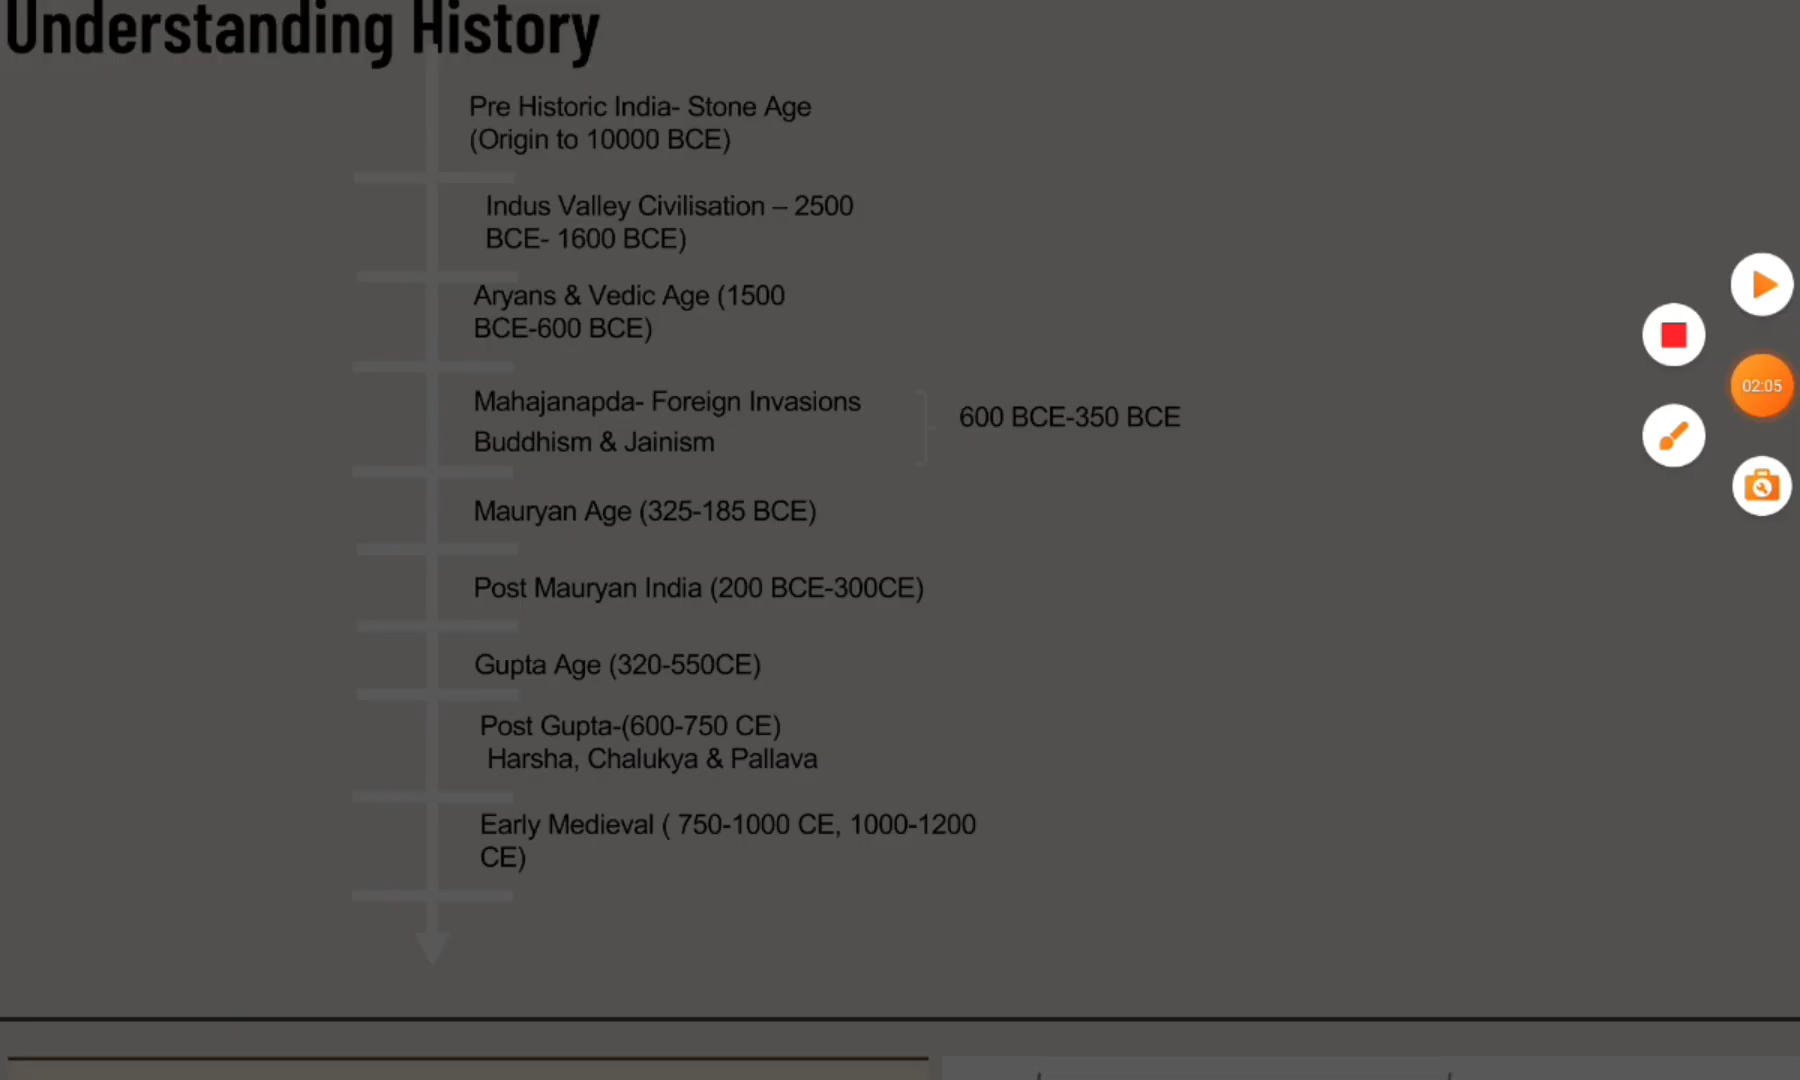 Understanding History
Pre Historic India- Stone Age
(Origin to 10000 BCE)
Indus Valley Civilisation – 2500
BCE- 1600 BCE)
Aryans & Vedic Age (1500
BCE-600 BCE)
Mahajanapda- Foreign Invasions
Buddhism & Jainism
600 BCE-350 BCE
Mauryan Age (325-185 BCE)
Post Mauryan India (200 BCE-300CE)
Gupta Age (320-550CE)
Post Gupta-(600-750 CE)
Harsha, Chalukya & Pallava
Early Medieval ( 750-1000 CE, 1000-1200
CE)
02:05